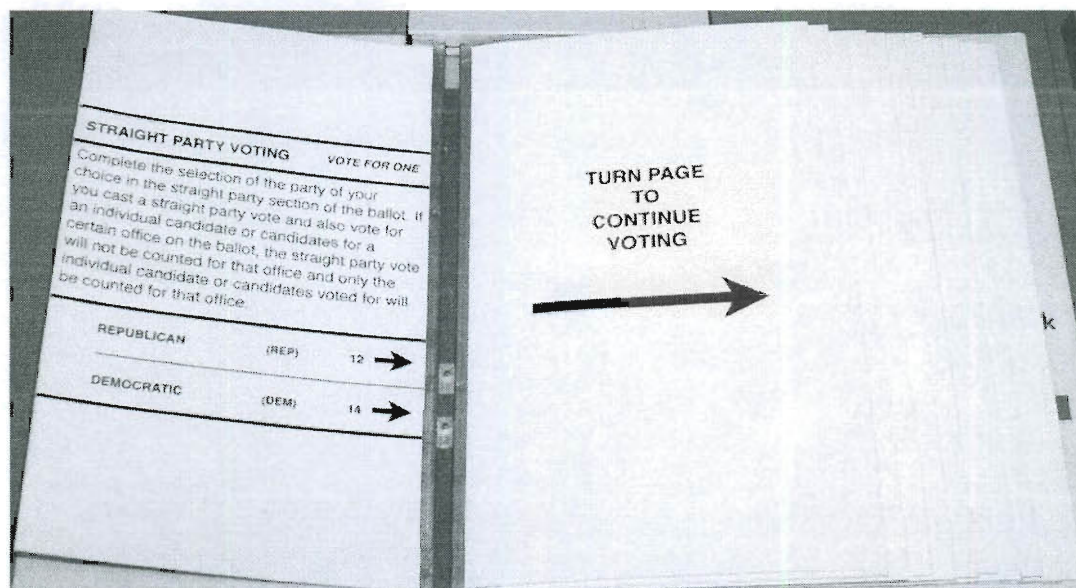 STRAIGHT PARTY VOTING VOTE FOR ONE
Complete the selection of the party of your
choice in the straight party section of the ballot. If
you cast a straight party vote and also vote for
an individual candidate or candidates for a
certain office on the ballot, the straight party vote
will not be counted for that office and only the
individual candidate or candidates voted for will
be counted for that office.
REPUBLICAN (REP) 12
DEMOCRATIC (DEM) 14
TURN PAGE
TO
CONTINUE
VOTING
k